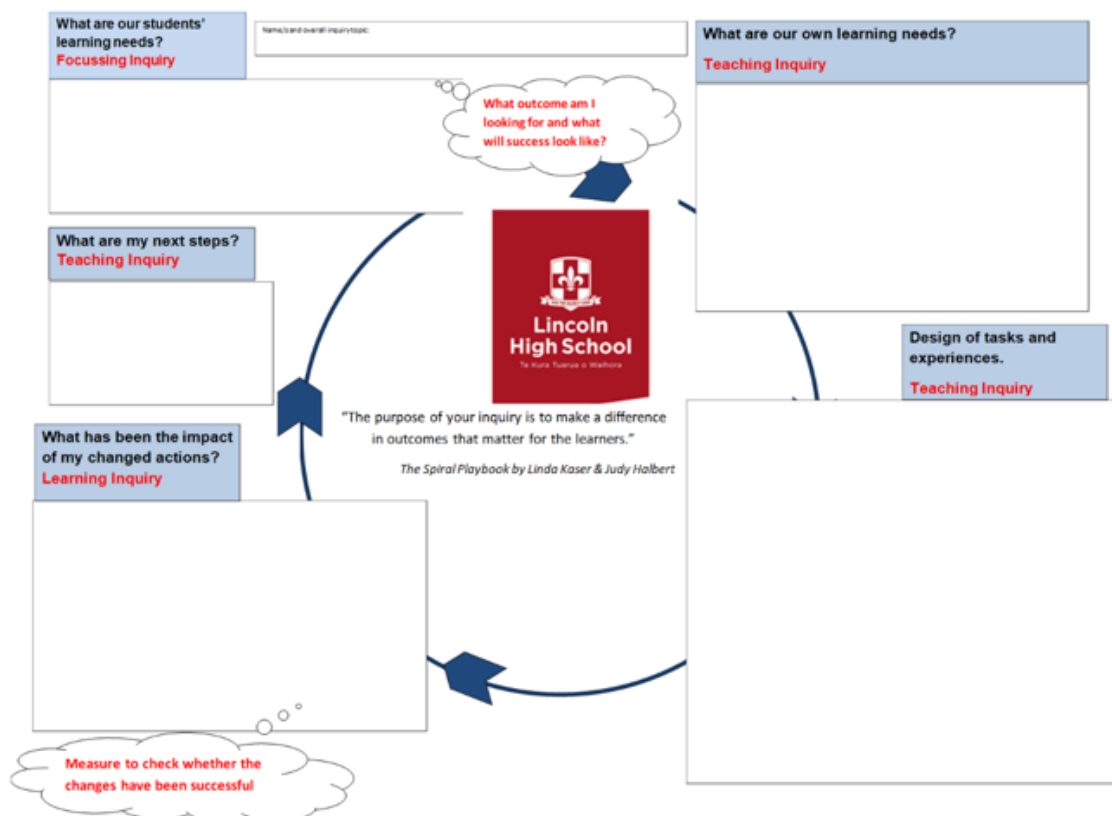 What are our students'
learning needs?
Focussing Inquiry
Name/s and overall inquiry topic:
What are our own learning needs?
Teaching Inquiry
What outcome am I
looking for and what
will success look like?
What are my next steps?
Teaching Inquiry
Lincoln
High School
Te Kura Tuarua o Waihora
Design of tasks and
experiences.
Teaching Inquiry
"The purpose of your inquiry is to make a difference
in outcomes that matter for the learners."
The Spiral Playbook by Linda Kaser & Judy Halbert
What has been the impact
of my changed actions?
Learning Inquiry
Measure to check whether the
changes have been successful